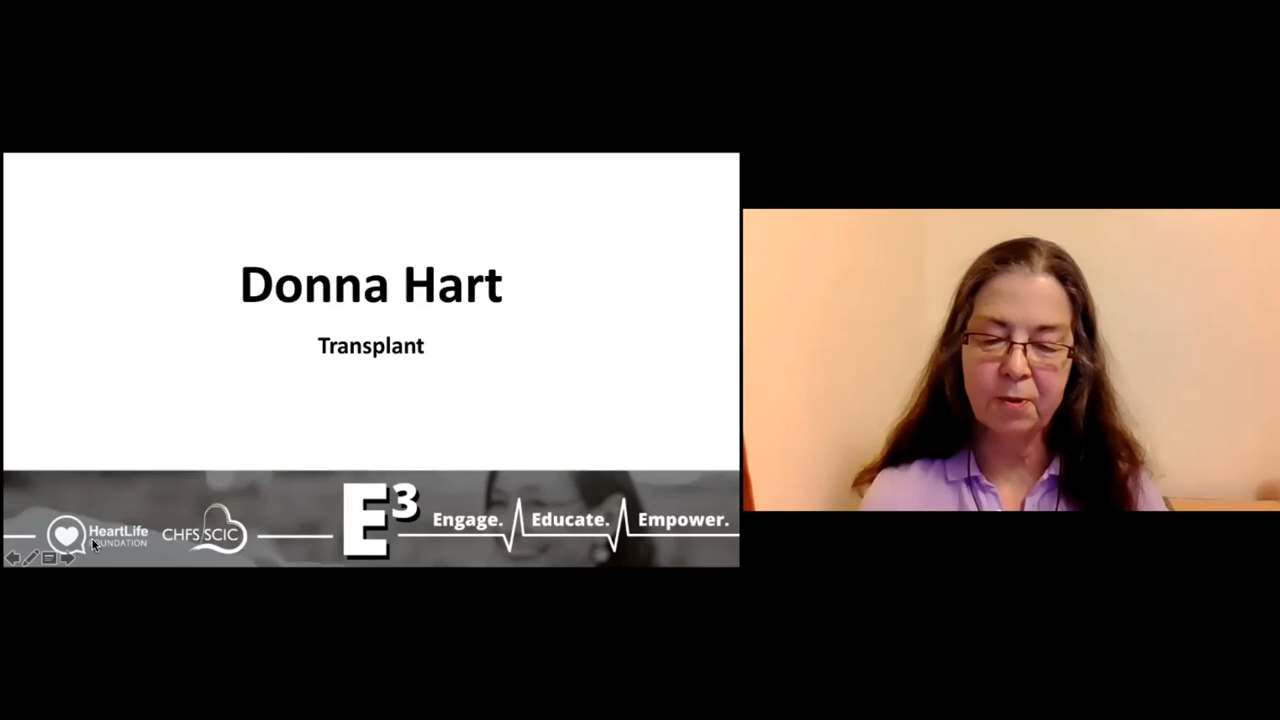 Donna Hart
Transplant
HeartLife
FOUNDATION
CHFS SCIC
E3
Engage. Educate. Empower.